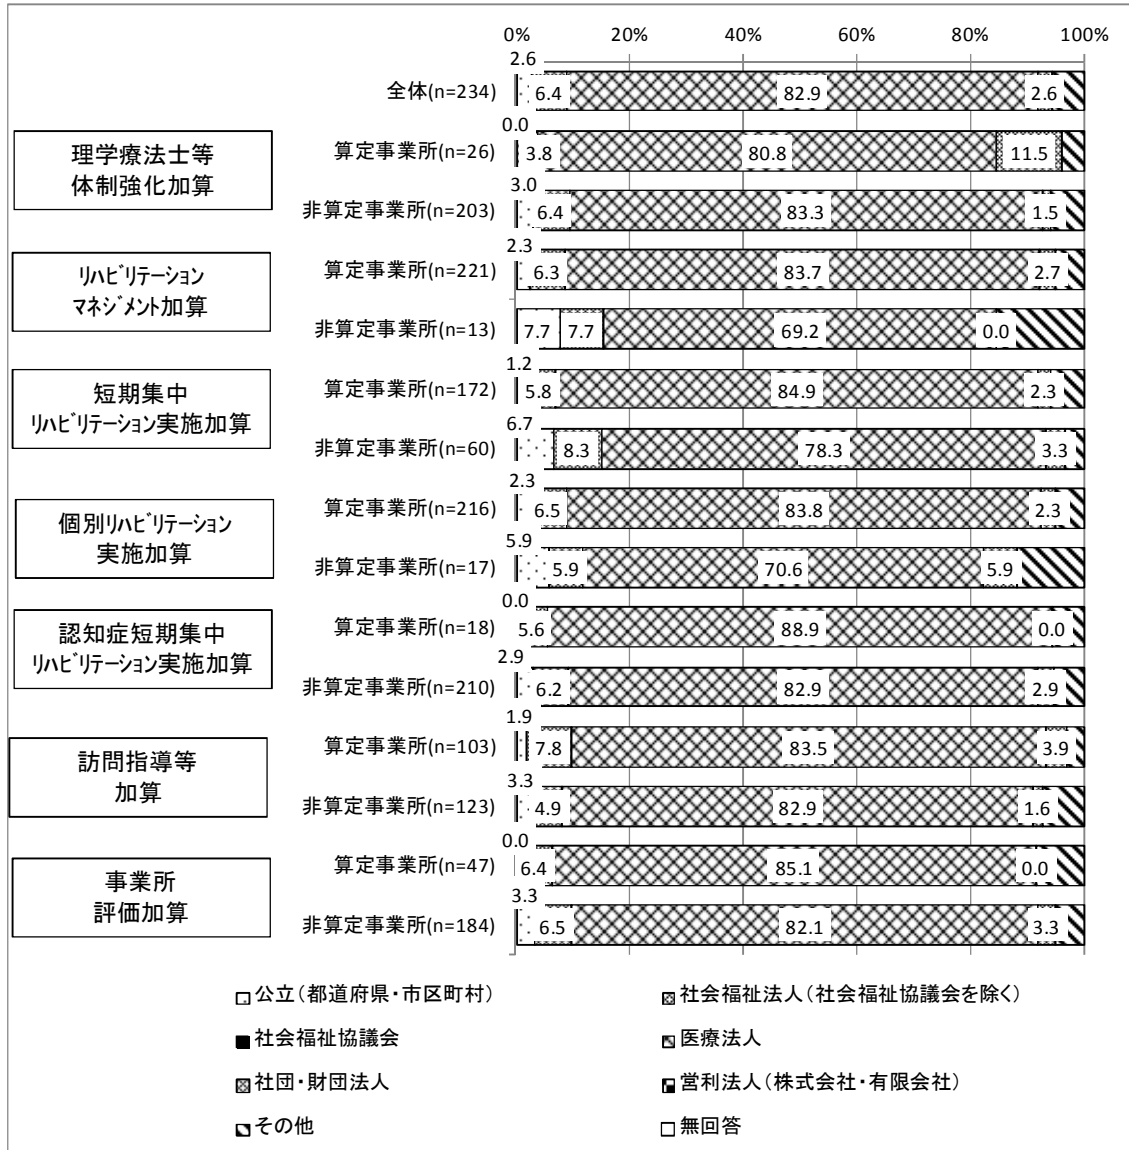 0% 20% 40% 60% 80% 100%
2.6
全体(n=234) 6.4 82.9 2.6
理学療法士等
体制強化加算
0.0
算定事業所(n=26) 3.8 80.8 11.5
3.0
非算定事業所(n=203) 6.4 83.3 1.5
リハビリテーション
マネジメント加算
2.3
算定事業所(n=221) 6.3 83.7 2.7
非算定事業所(n=13) 7.7 7.7 69.2 0.0
短期集中
リハビリテーション実施加算
1.2
算定事業所(n=172) 5.8 84.9 2.3
6.7
非算定事業所(n=60) 8.3 78.3 3.3
個別リハビリテーション
実施加算
2.3
算定事業所(n=216) 6.5 83.8 2.3
5.9
非算定事業所(n=17) 5.9 70.6 5.9
認知症短期集中
リハビリテーション実施加算
0.0
算定事業所(n=18) 5.6 88.9 0.0
2.9
非算定事業所(n=210) 6.2 82.9 2.9
訪問指導等
加算
1.9
算定事業所(n=103) 7.8 83.5 3.9
3.3
非算定事業所(n=123) 4.9 82.9 1.6
事業所
評価加算
0.0
算定事業所(n=47) 6.4 85.1 0.0
3.3
非算定事業所(n=184) 6.5 82.1 3.3
公立(都道府県・市区町村) 社会福祉法人(社会福祉協議会を除く)
社会福祉協議会 医療法人
社団・財団法人 営利法人(株式会社・有限会社)
その他 無回答